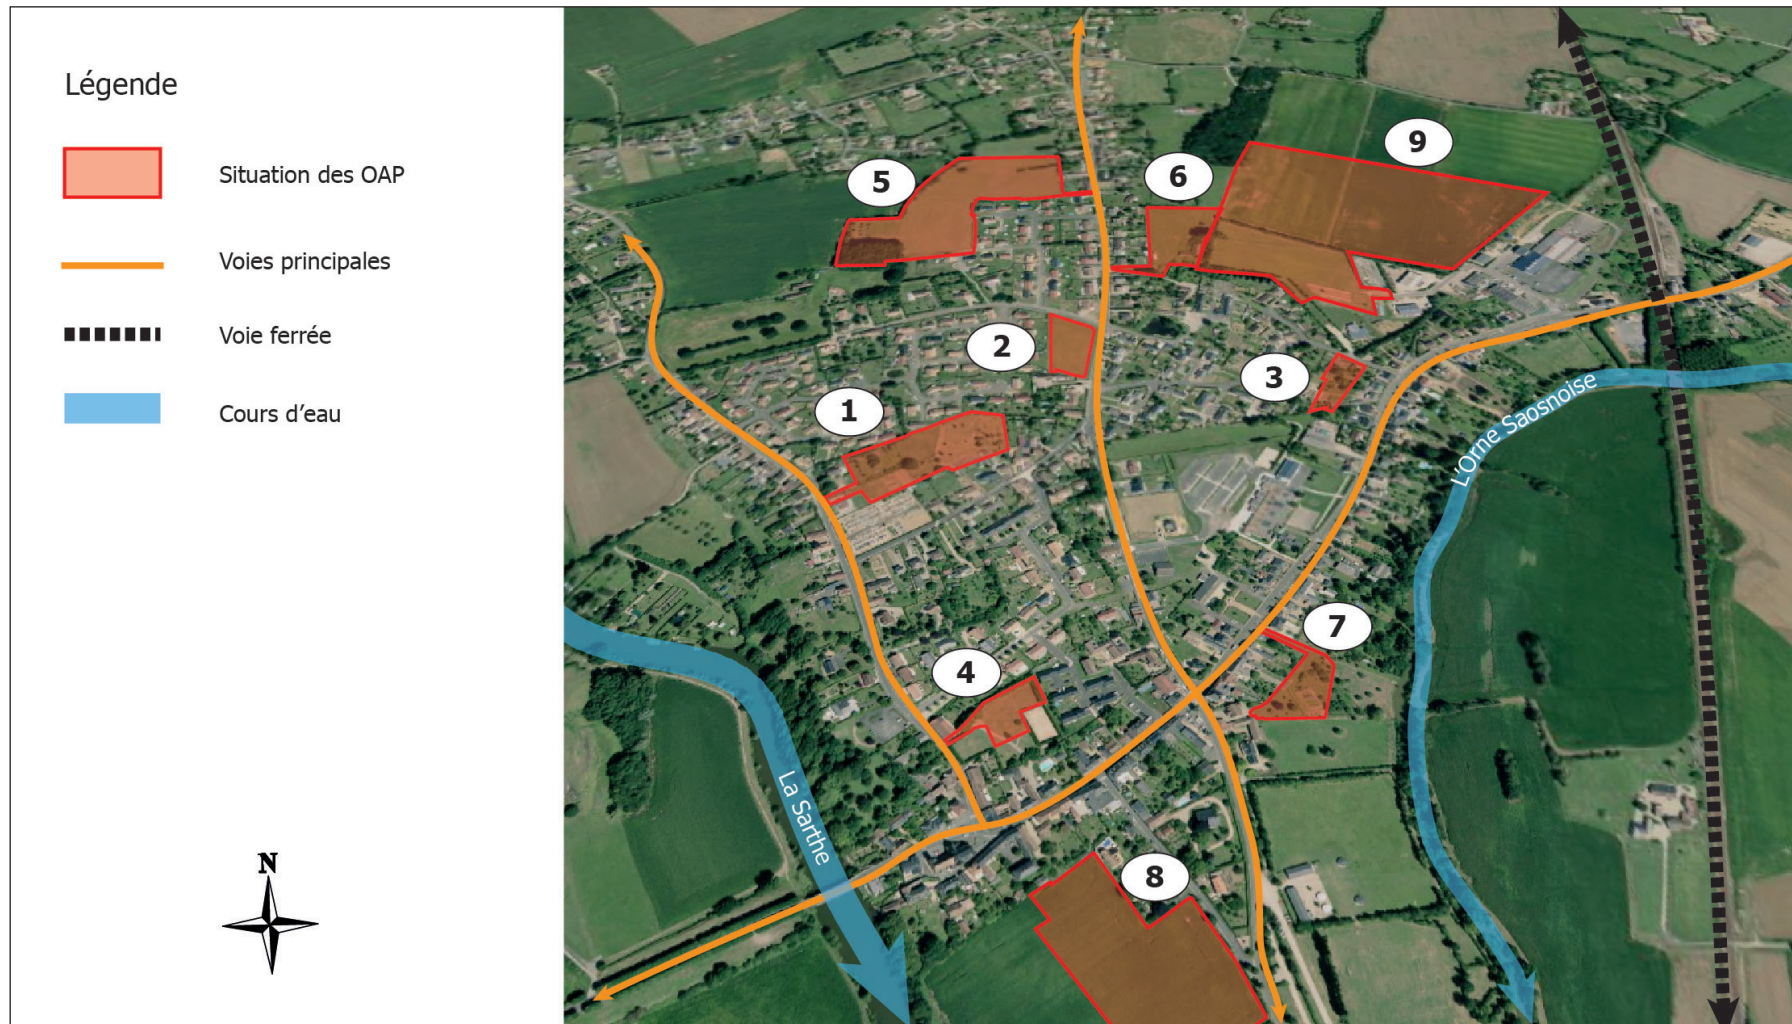 Légende
Situation des OAP
Voies principales
Voie ferrée
Cours d'eau
N
9
5
6
2
3
1
L'Orne Saosnoise
7
4
La Sarthe
8